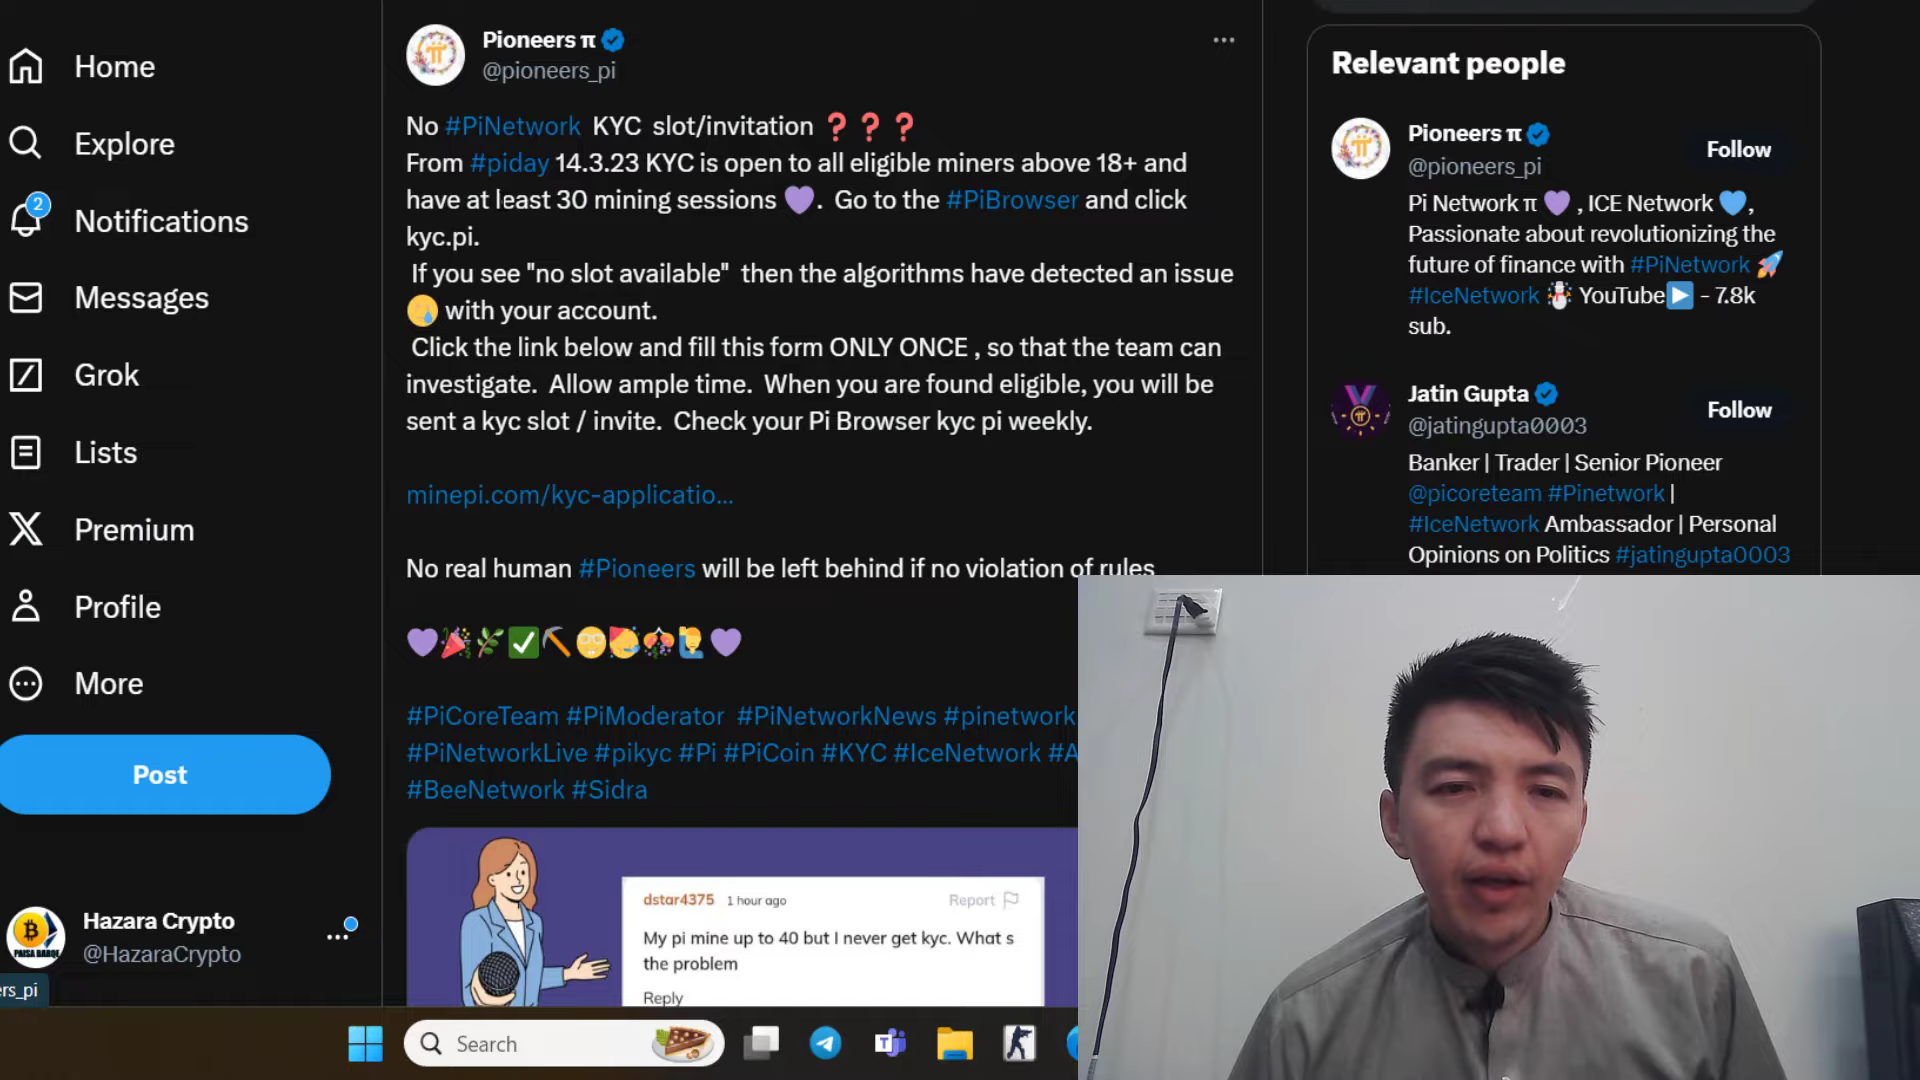 Home
Explore
2
Notifications
Messages
Grok
Lists
Premium
Profile
More
Post
Hazara Crypto
@HazaraCrypto
rs_pi
Pioneers π
@pioneers_pi
No #PiNetwork KYC slot/invitation ❓❓❓
From #piday 14.3.23 KYC is open to all eligible miners above 18+ and
have at least 30 mining sessions 💜. Go to the #PiBrowser and click
kyc.pi.
If you see "no slot available" then the algorithms have detected an issue
with your account.
Click the link below and fill this form ONLY ONCE , so that the team can
investigate. Allow ample time. When you are found eligible, you will be
sent a kyc slot / invite. Check your Pi Browser kyc pi weekly.
minepi.com/kyc-applicatio...
No real human #Pioneers will be left behind if no violation of rules
#PiCoreTeam #PiModerator #PiNetworkNews #pinetwork
#PiNetworkLive #pikyc #Pi #PiCoin #KYC #IceNetwork #A
#BeeNetwork #Sidra
dstar4375 1 hour ago Report
My pi mine up to 40 but I never get kyc. What s
the problem
Reply
Relevant people
Pioneers π
@pioneers_pi
Follow
Pi Network π 💜 , ICE Network 💙,
Passionate about revolutionizing the
future of finance with #PiNetwork 🚀
#IceNetwork ⛄ YouTube▶️ - 7.8k
sub.
Jatin Gupta
@jatingupta0003
Follow
Banker | Trader | Senior Pioneer
@picoreteam #Pinetwork |
#IceNetwork Ambassador | Personal
Opinions on Politics #jatingupta0003
Search